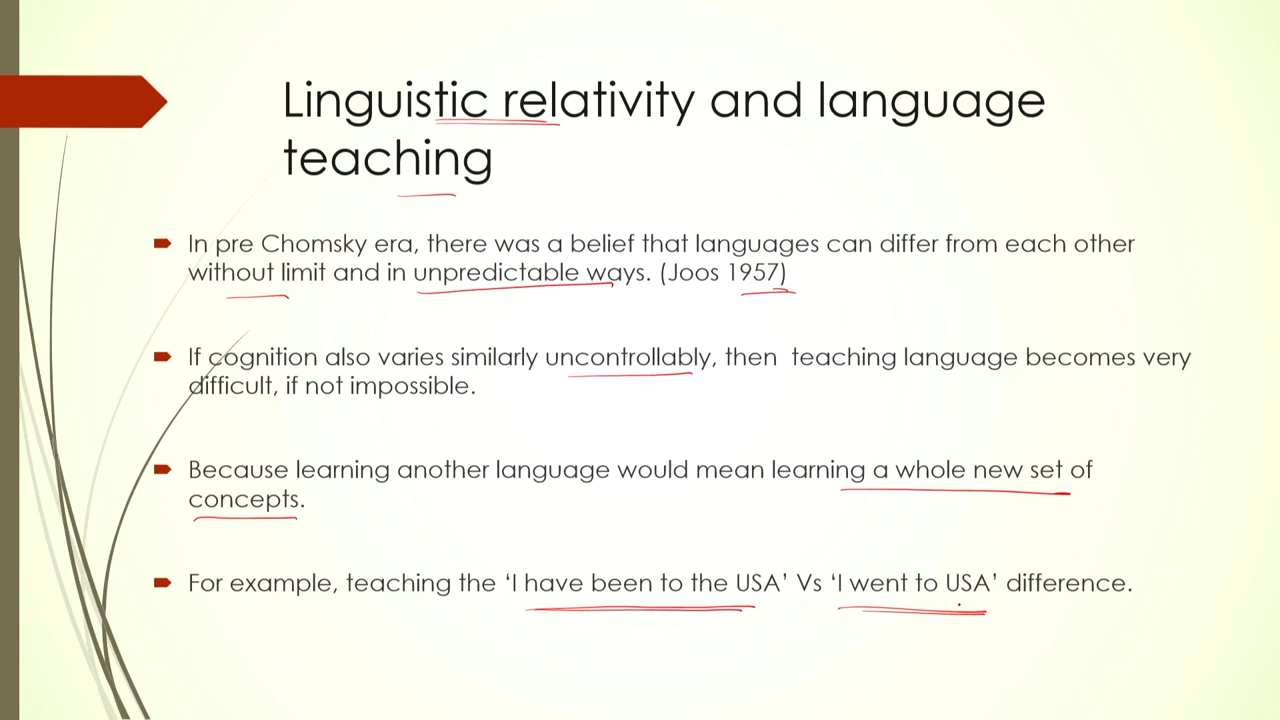 Linguistic relativity and language
teaching
In pre Chomsky era, there was a belief that languages can differ from each other
without limit and in unpredictable ways. (Joos 1957)
If cognition also varies similarly uncontrollably, then teaching language becomes very
difficult, if not impossible.
Because learning another language would mean learning a whole new set of
concepts.
For example, teaching the ‘I have been to the USA’ Vs ‘I went to USA’ difference.